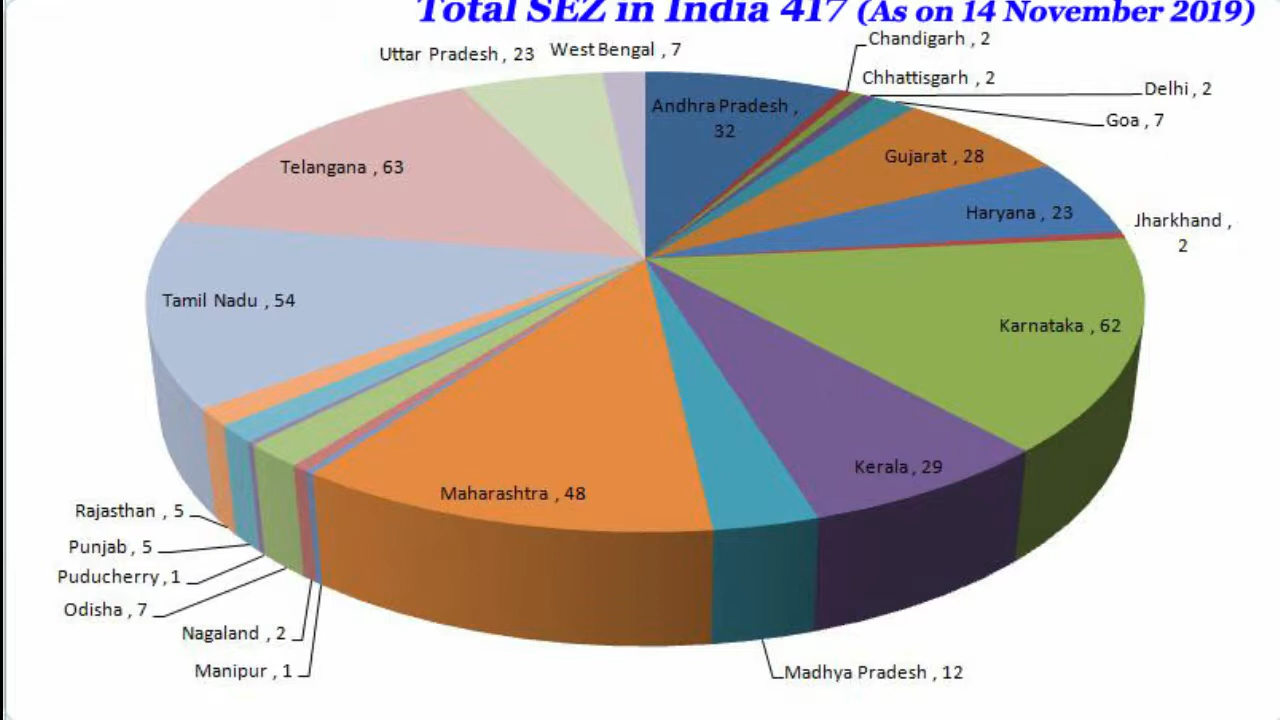 Total SEZ in India 417 (As on 14 November 2019)
Uttar Pradesh , 23
West Bengal , 7
Chandigarh , 2
Chhattisgarh , 2
Delhi , 2
Goa , 7
Andhra Pradesh ,
32
Gujarat , 28
Telangana , 63
Haryana , 23
Jharkhand ,
2
Tamil Nadu , 54
Karnataka , 62
Kerala , 29
Maharashtra , 48
Rajasthan , 5
Punjab , 5
Puducherry , 1
Odisha , 7
Nagaland , 2
Manipur , 1
Madhya Pradesh , 12